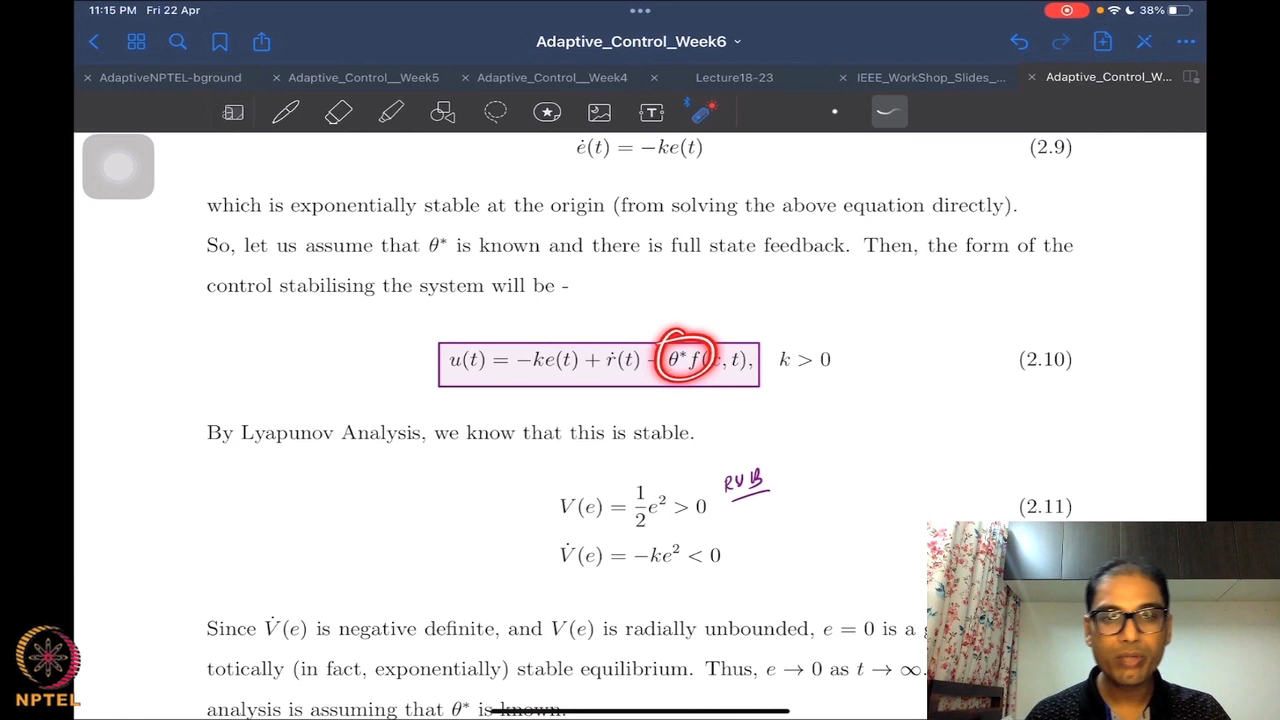 11:15 PM Fri 22 Apr
38%
Adaptive_Control_Week6
AdaptiveNPTEL-bground Adaptive_Control__Week5 Adaptive_Control__Week4 Lecture18-23 IEEE_WorkShop_Slides_... Adaptive_Control_W...
ė(t) = −ke(t) (2.9)
which is exponentially stable at the origin (from solving the above equation directly).
So, let us assume that θ* is known and there is full state feedback. Then, the form of the
control stabilising the system will be -
u(t) = −ke(t) + ṙ(t) − θ*f( , t), k > 0 (2.10)
By Lyapunov Analysis, we know that this is stable.
RUB
V(e) = 1/2 e² > 0 (2.11)
V̇(e) = −ke² < 0
Since V̇(e) is negative definite, and V(e) is radially unbounded, e = 0 is a
totically (in fact, exponentially) stable equilibrium. Thus, e → 0 as t → ∞.
analysis is assuming that θ* is known.
NPTEL